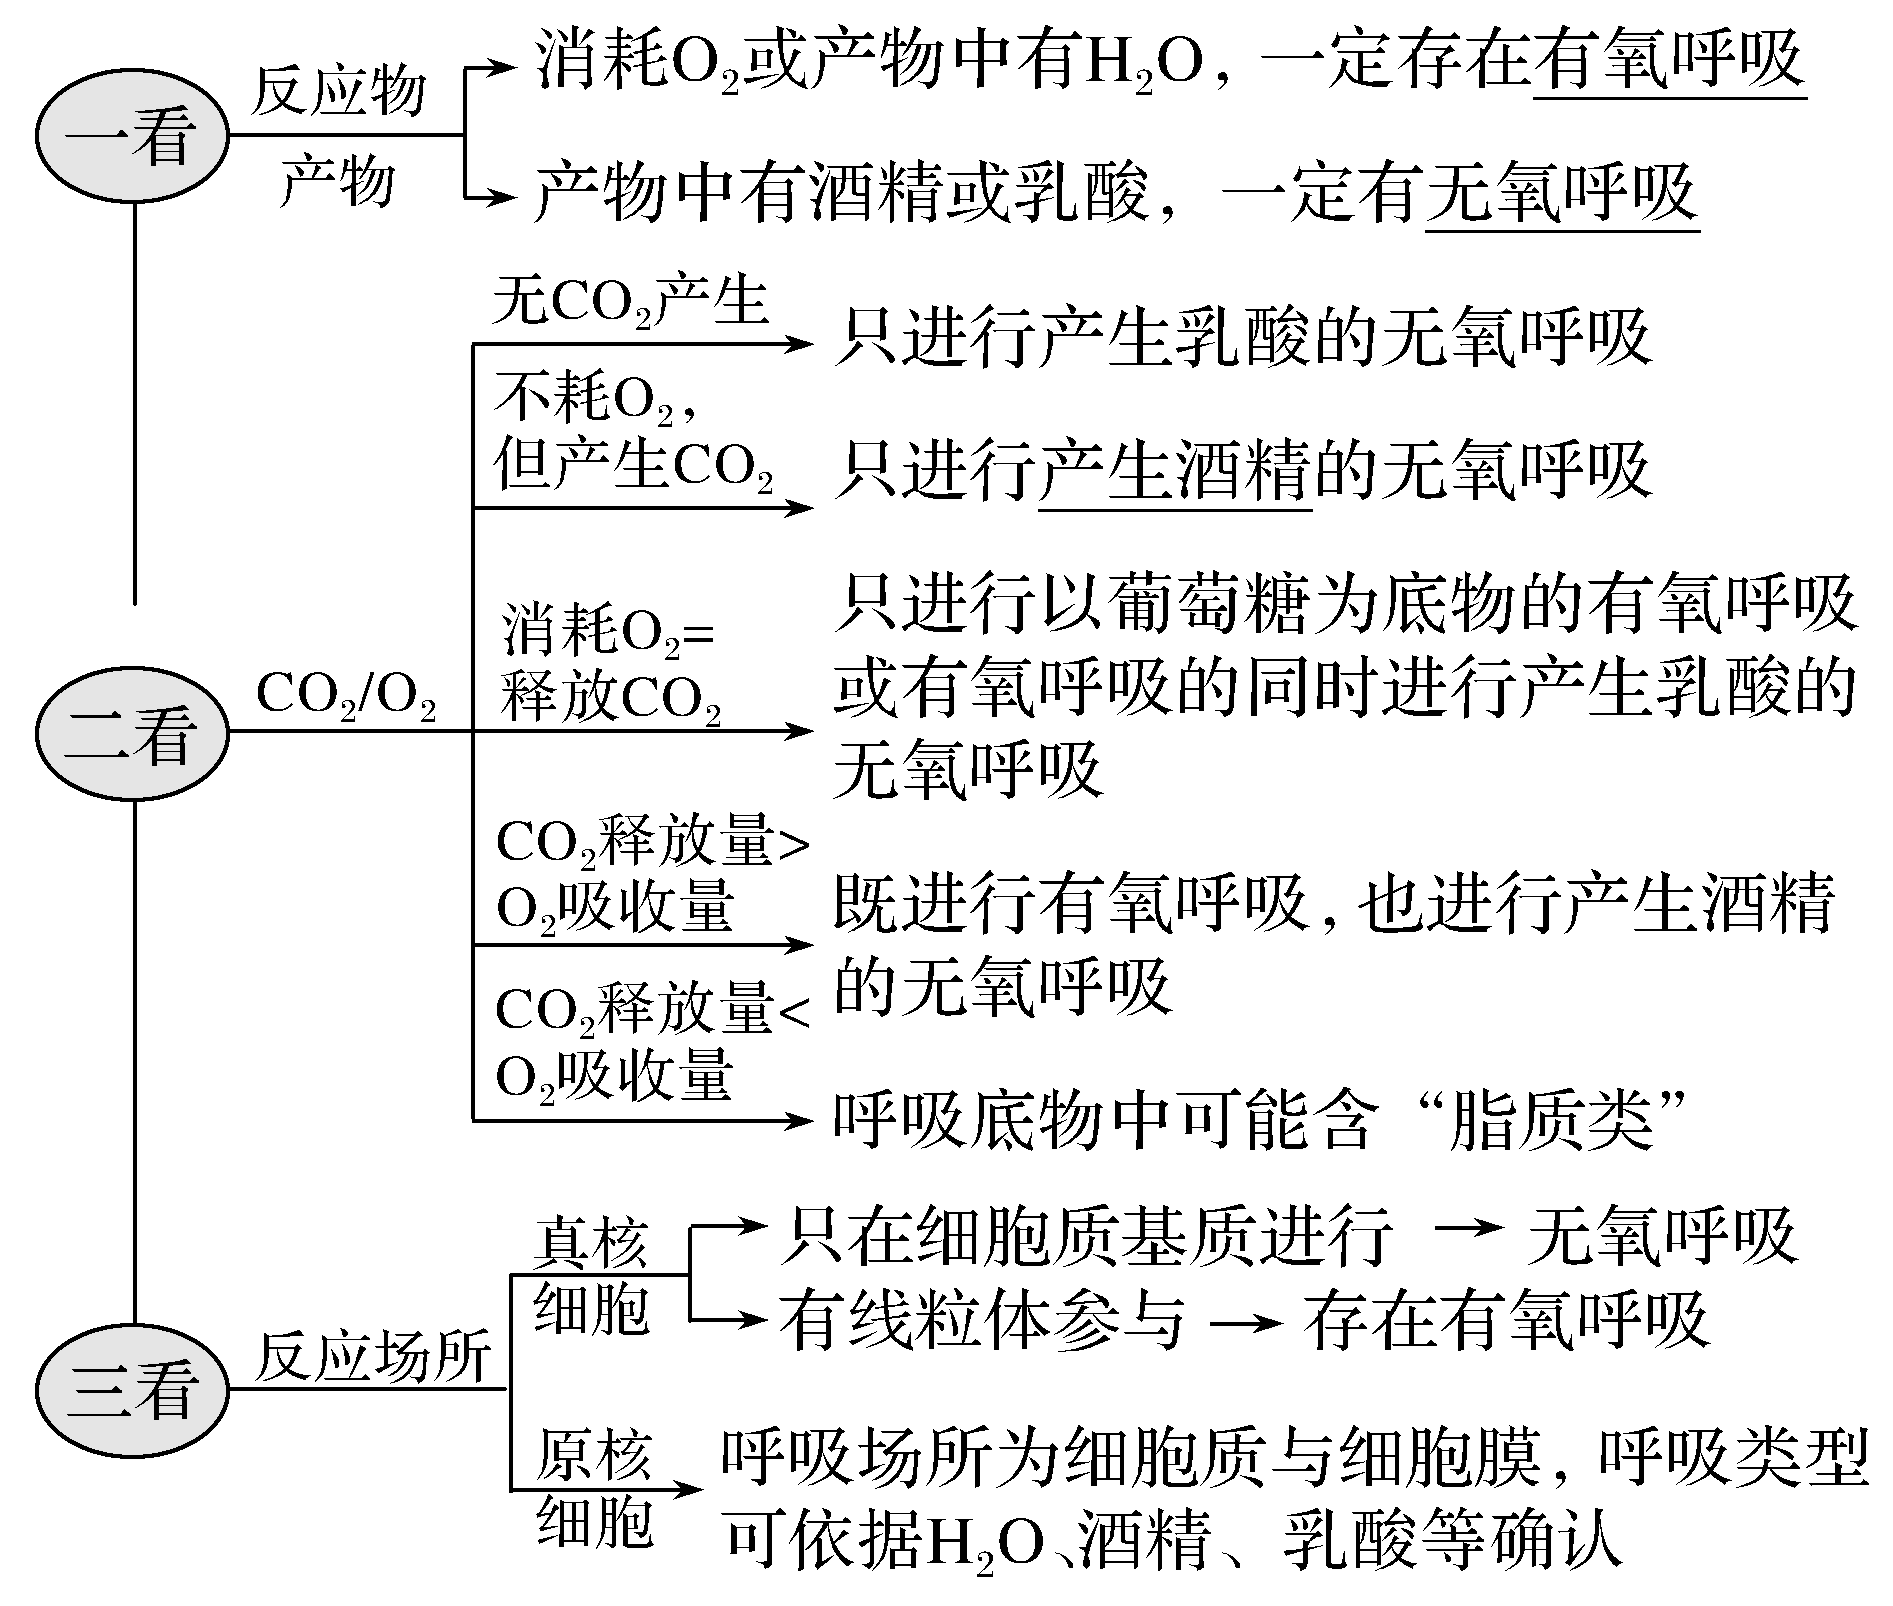 一看
反应物
产物
消耗O₂或产物中有H₂O，一定存在有氧呼吸
产物中有酒精或乳酸，一定有无氧呼吸
二看
CO₂/O₂
无CO₂产生
只进行产生乳酸的无氧呼吸
不耗O₂，
但产生CO₂
只进行产生酒精的无氧呼吸
消耗O₂=
释放CO₂
只进行以葡萄糖为底物的有氧呼吸
或有氧呼吸的同时进行产生乳酸的
无氧呼吸
CO₂释放量>
O₂吸收量
既进行有氧呼吸，也进行产生酒精
的无氧呼吸
CO₂释放量<
O₂吸收量
呼吸底物中可能含“脂质类”
三看
反应场所
真核
细胞
只在细胞质基质进行 → 无氧呼吸
有线粒体参与 → 存在有氧呼吸
原核
细胞
呼吸场所为细胞质与细胞膜，呼吸类型
可依据H₂O、酒精、乳酸等确认